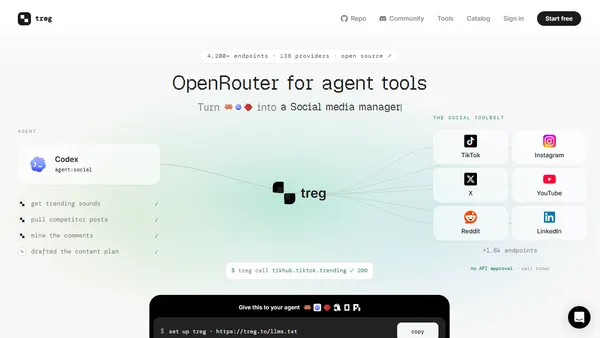 treg
Repo
Community
Tools
Catalog
Sign in
Start free
4,200+ endpoints · 138 providers · open source ↗
OpenRouter for agent tools
Turn into a Social media manager
AGENT
Codex
agent:social
get trending sounds ✓
pull competitor posts ✓
mine the comments ✓
drafted the content plan ✓
treg
THE SOCIAL TOOLBELT
TikTok
Instagram
X
YouTube
Reddit
LinkedIn
+1.6k endpoints
no API approval · call today
$ treg call tikhub.tiktok.trending ✓ 200
Give this to your agent
$ set up treg - https://treg.to/llms.txt
copy